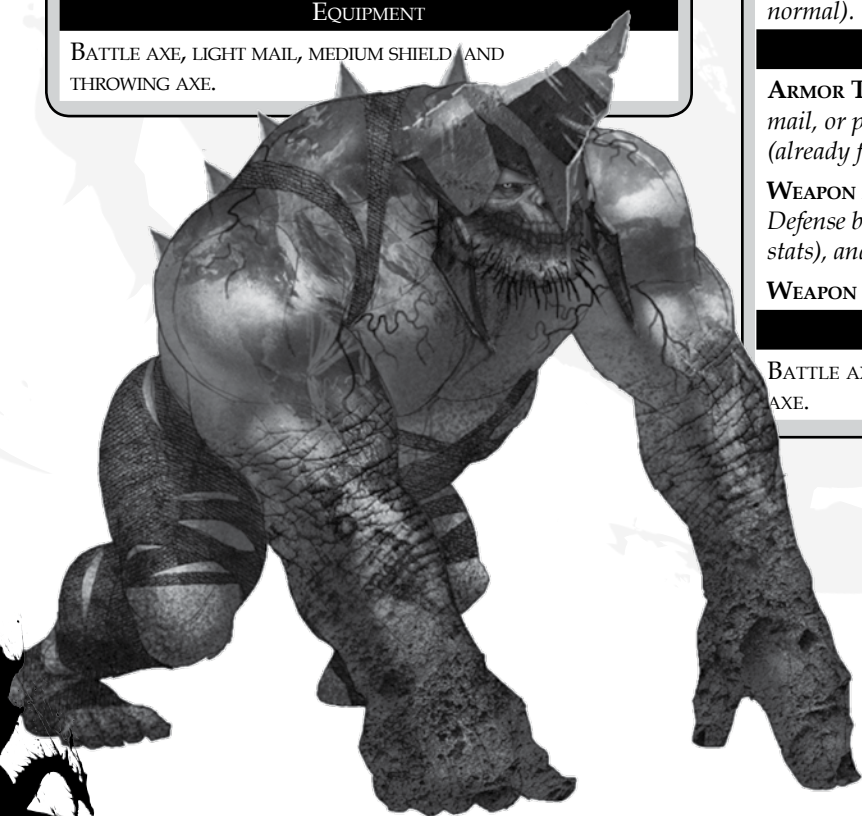 Equipment
Battle axe, light mail, medium shield, and
throwing axe.
normal).
Armor T
mail, or p
(already f
Weapon
Defense b
stats), and
Weapon
Battle ax
axe.